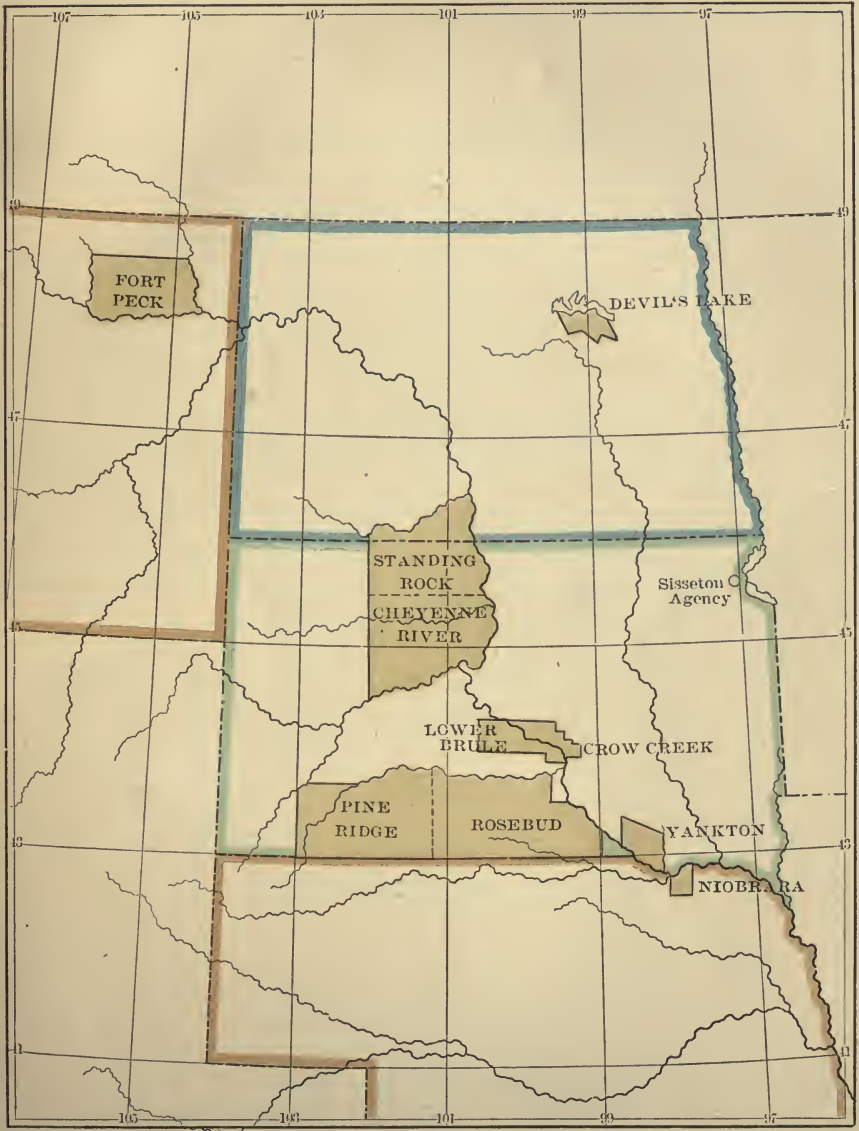 107 105 103 101 99 97
49 49
FORT
PECK
DEVIL'S LAKE
47 47
STANDING
ROCK
Sisseton
Agency
CHEYENNE
RIVER
45 45
LOWER
BRULE
CROW CREEK
PINE
RIDGE
ROSEBUD
YANKTON
43 43
NIOBRARA
41 41
105 103 101 99 97